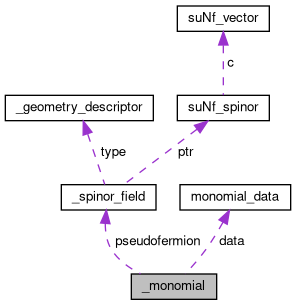 suNf_vector
c
_geometry_descriptor
suNf_spinor
type
ptr
_spinor_field
monomial_data
pseudofermion
data
_monomial